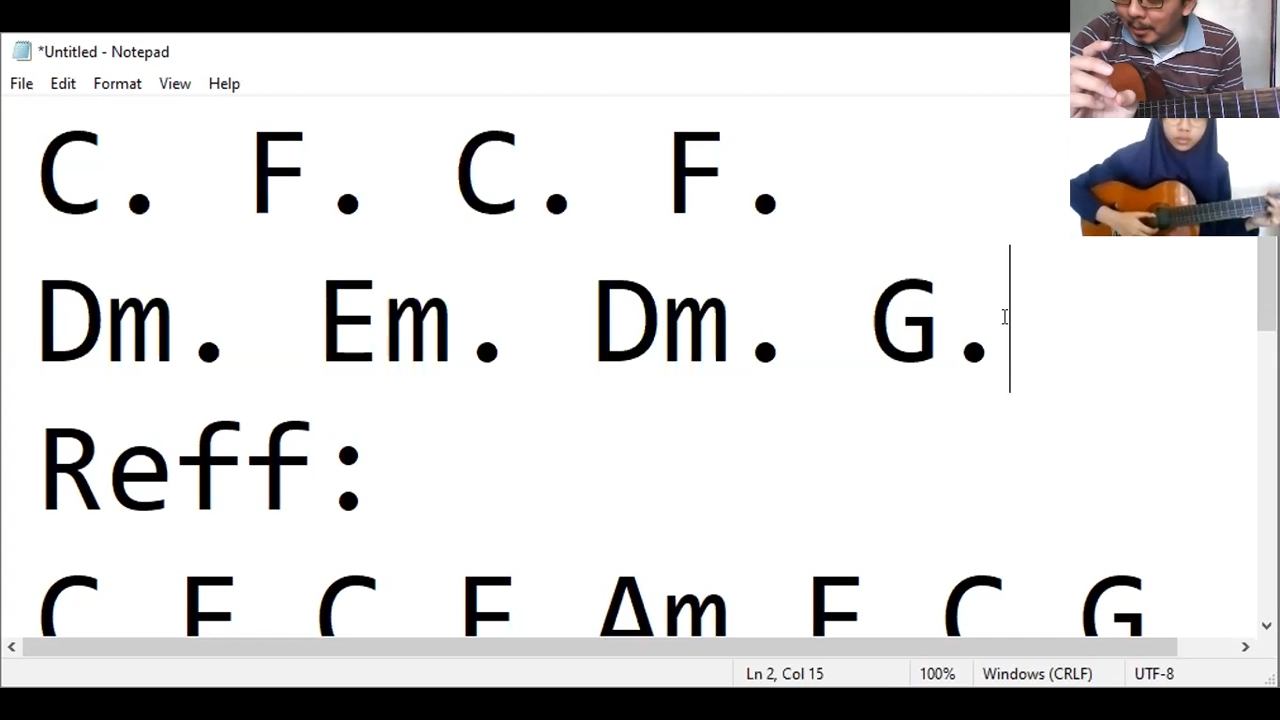 *Untitled - Notepad
File Edit Format View Help
C. F. C. F.
Dm. Em. Dm. G.
Reff:
C F C F Am F C G
Ln 2, Col 15 100% Windows (CRLF) UTF-8